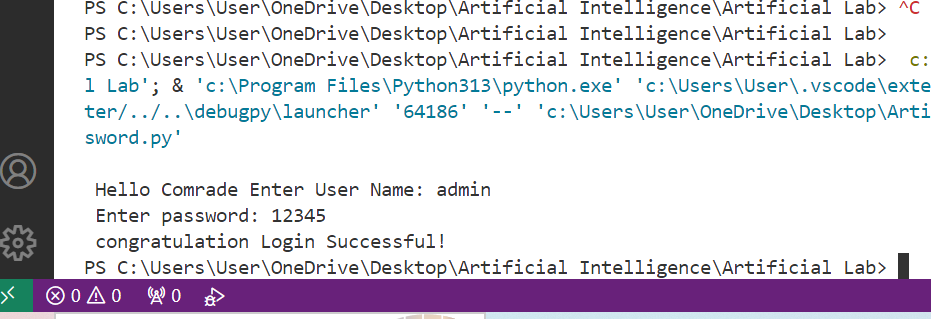 PS C:\Users\User\OneDrive\Desktop\Artificial Intelligence\Artificial Lab> ^C
PS C:\Users\User\OneDrive\Desktop\Artificial Intelligence\Artificial Lab>
PS C:\Users\User\OneDrive\Desktop\Artificial Intelligence\Artificial Lab>  c:
l Lab'; & 'c:\Program Files\Python313\python.exe' 'c:\Users\User\.vscode\exte
ter/../..\debugpy\launcher' '64186' '--' 'c:\Users\User\OneDrive\Desktop\Arti
sword.py'
Hello Comrade Enter User Name: admin
Enter password: 12345
congratulation Login Successful!
PS C:\Users\User\OneDrive\Desktop\Artificial Intelligence\Artificial Lab>
0 0 0